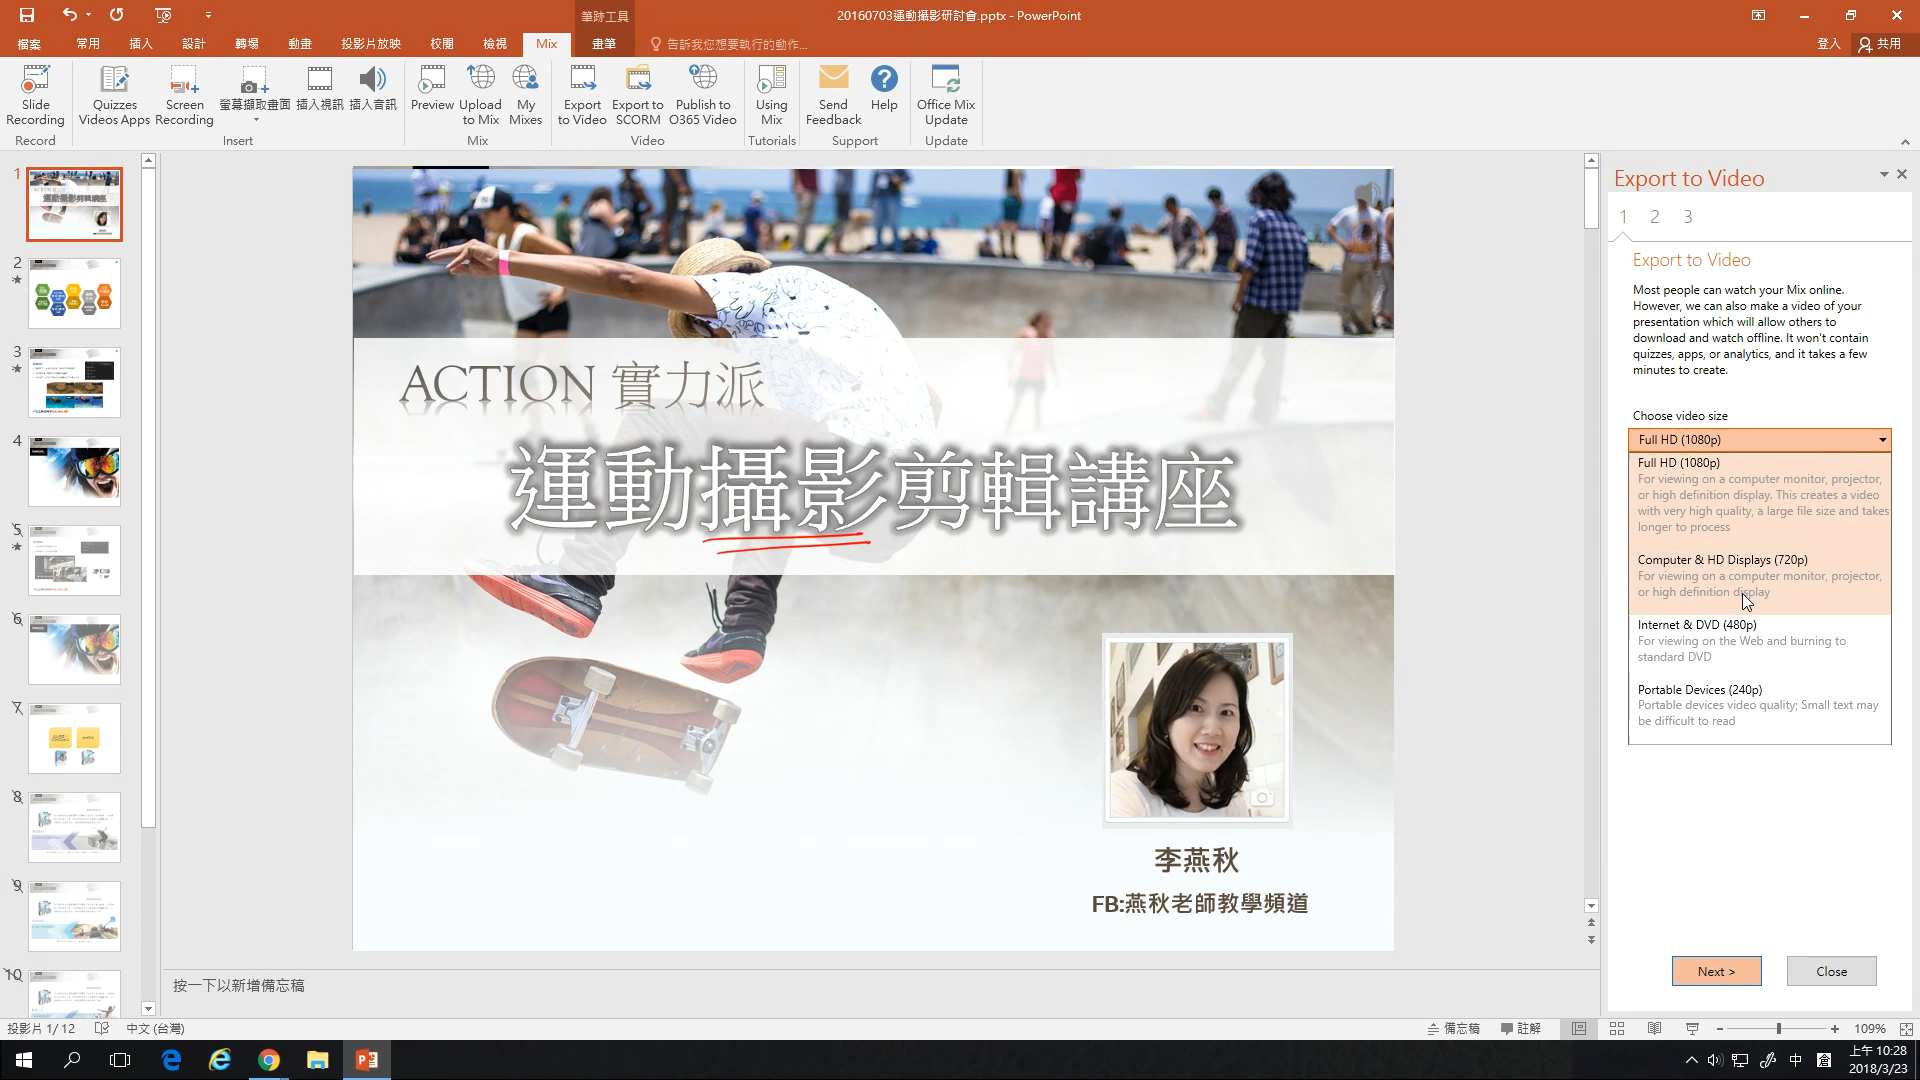 筆跡工具
20160703運動攝影研討會.pptx - PowerPoint
檔案 常用 插入 設計 轉場 動畫 投影片放映 校閱 檢視 Mix 畫筆 告訴我您想要執行的動作... 登入 共用
Slide Recording
Quizzes Videos Apps
Screen Recording
螢幕擷取畫面
插入視訊
插入音訊
Preview
Upload to Mix
My Mixes
Export to Video
Export to SCORM
Publish to O365 Video
Using Mix
Send Feedback
Help
Office Mix Update
Record Insert Mix Video Tutorials Support Update
1
2
3
4
5
6
7
8
9
10
ACTION 實力派
運動攝影剪輯講座
李燕秋
FB:燕秋老師教學頻道
按一下以新增備忘稿
Export to Video
1 2 3
Export to Video
Most people can watch your Mix online.
However, we can also make a video of your
presentation which will allow others to
download and watch offline. It won't contain
quizzes, apps, or analytics, and it takes a few
minutes to create.
Choose video size
Full HD (1080p)
Full HD (1080p)
For viewing on a computer monitor, projector,
or high definition display. This creates a video
with very high quality, a large file size and takes
longer to process
Computer & HD Displays (720p)
For viewing on a computer monitor, projector,
or high definition display
Internet & DVD (480p)
For viewing on the Web and burning to
standard DVD
Portable Devices (240p)
Portable devices video quality; Small text may
be difficult to read
Next >
Close
投影片 1/ 12 中文 (台灣) 備忘稿 註解 109%
中 倉 上午 10:28
2018/3/23